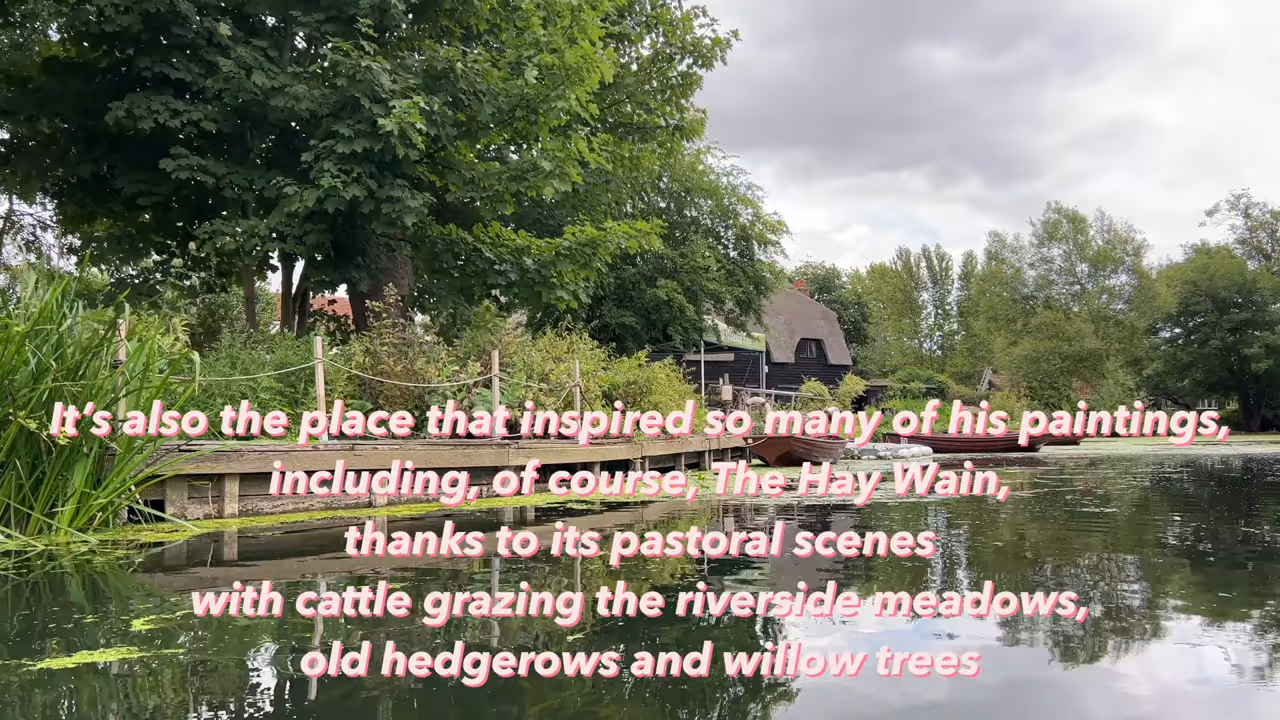 It's also the place that inspired so many of his paintings,
including, of course, The Hay Wain,
thanks to its pastoral scenes
with cattle grazing the riverside meadows,
old hedgerows and willow trees